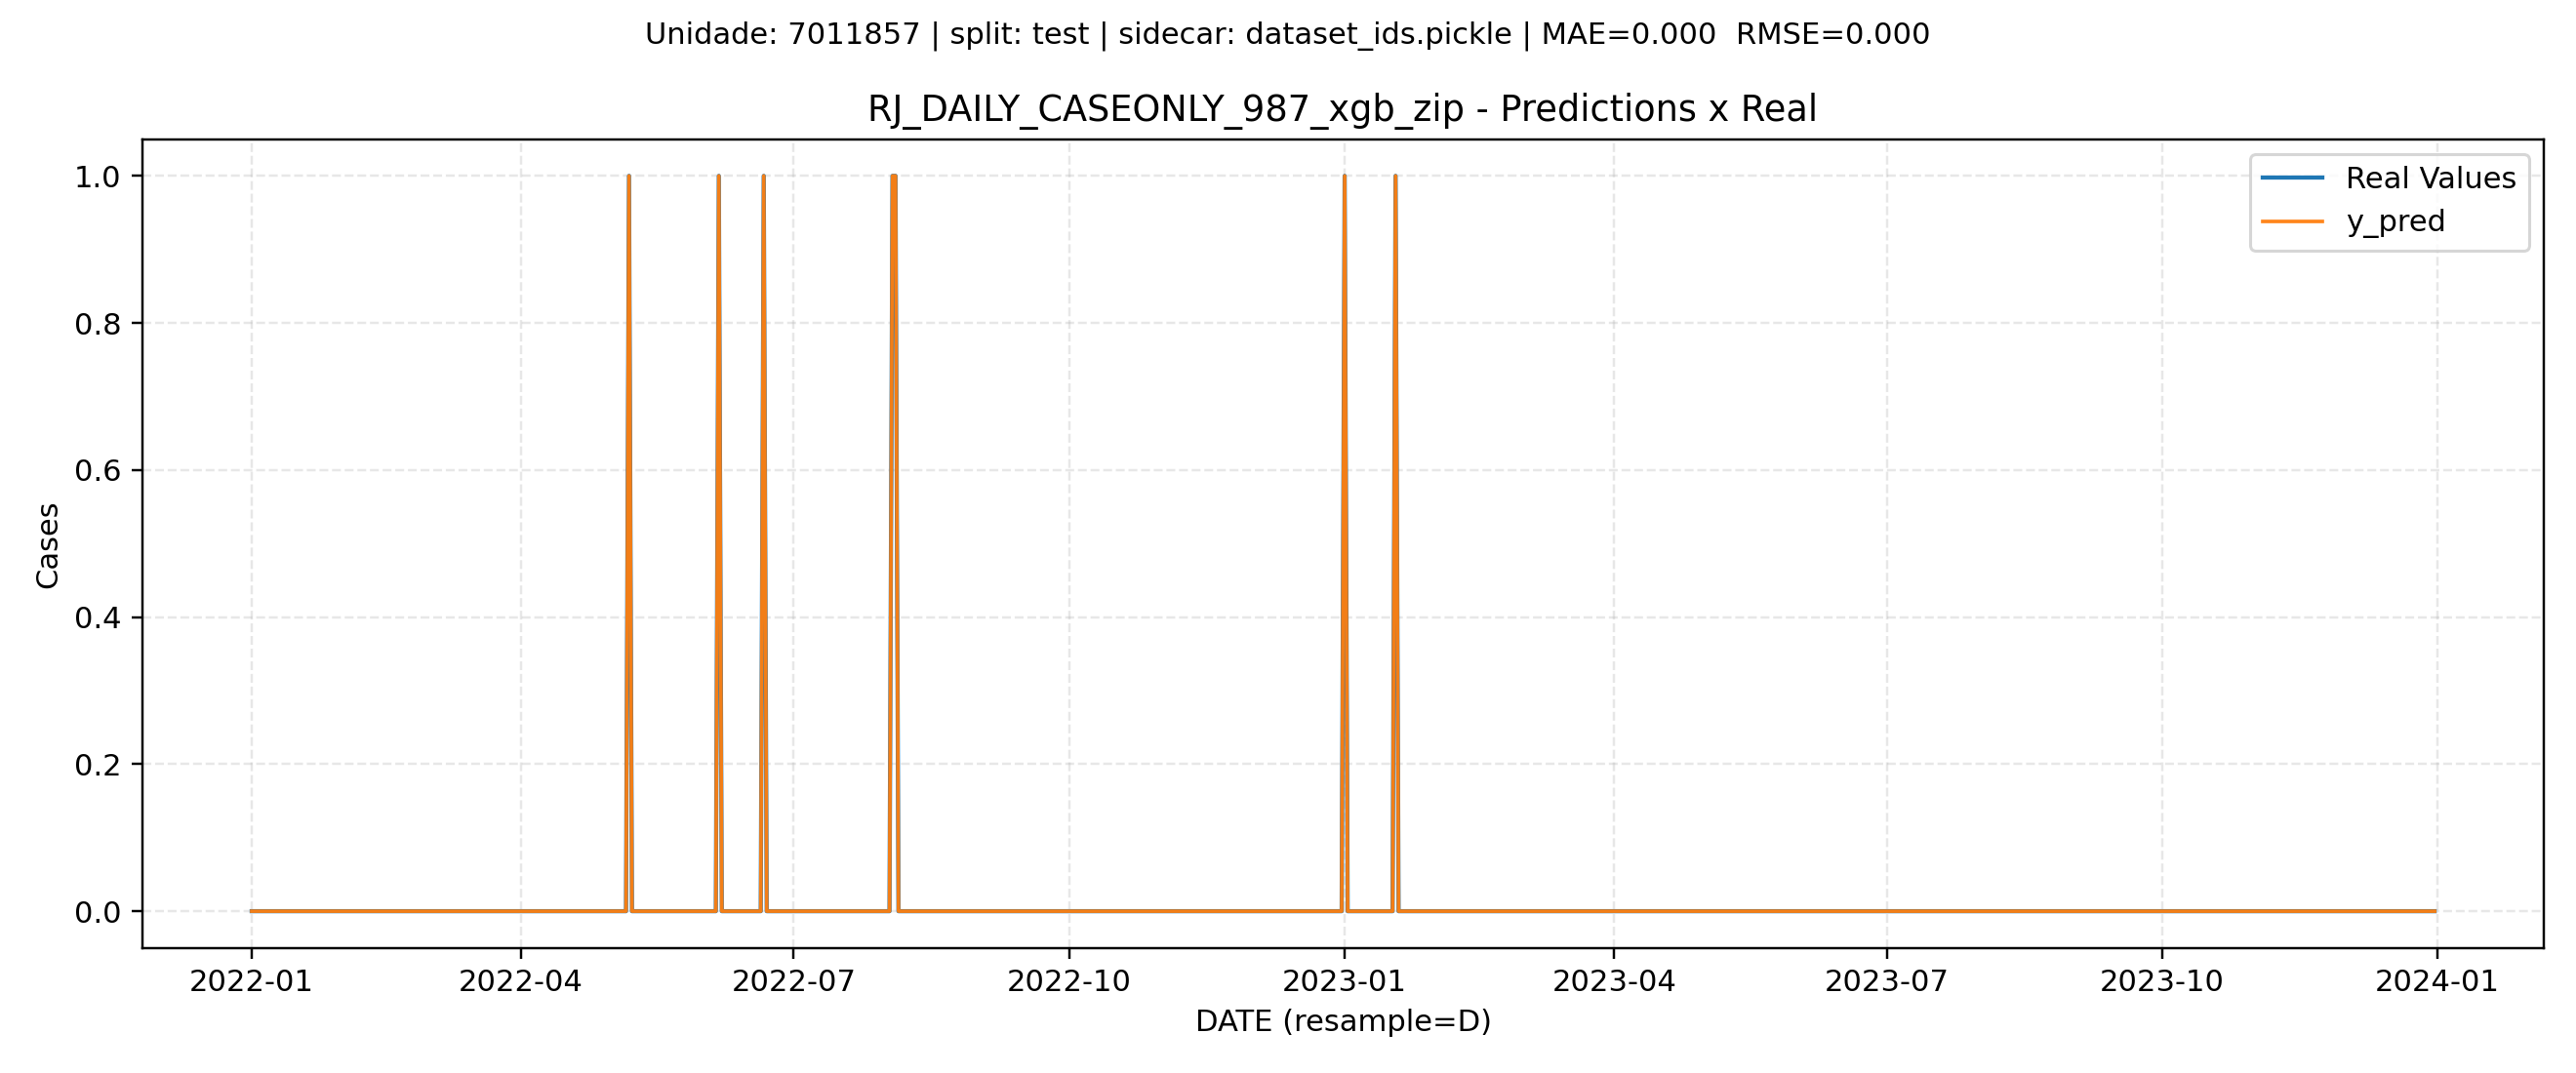 Unidade: 7011857 | split: test | sidecar: dataset_ids.pickle | MAE=0.000  RMSE=0.000
RJ_DAILY_CASEONLY_987_xgb_zip - Predictions x Real
Real Values
y_pred
1.0
0.8
0.6
0.4
0.2
0.0
Cases
2022-01 2022-04 2022-07 2022-10 2023-01 2023-04 2023-07 2023-10 2024-01
DATE (resample=D)